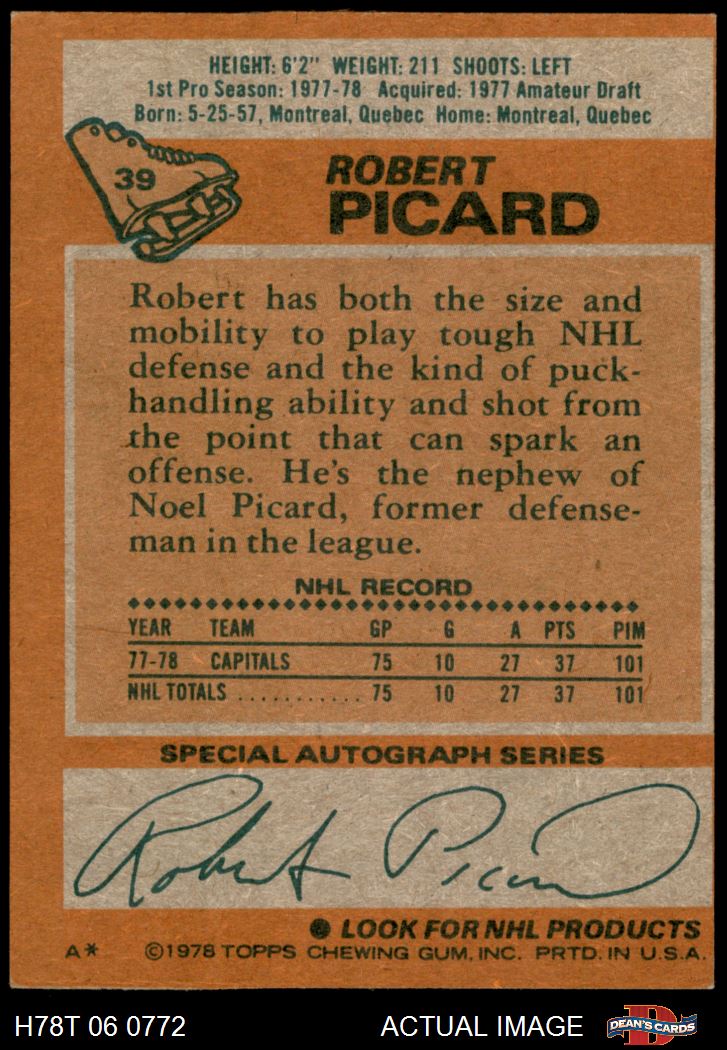 HEIGHT: 6'2" WEIGHT: 211 SHOOTS: LEFT
1st Pro Season: 1977-78 Acquired: 1977 Amateur Draft
Born: 5-25-57, Montreal, Quebec Home: Montreal, Quebec
39
ROBERT
PICARD
Robert has both the size and
mobility to play tough NHL
defense and the kind of puck-
handling ability and shot from
the point that can spark an
offense. He's the nephew of
Noel Picard, former defense-
man in the league.
NHL RECORD
YEAR TEAM GP G A PTS PIM
77-78 CAPITALS 75 10 27 37 101
NHL TOTALS ........... 75 10 27 37 101
SPECIAL AUTOGRAPH SERIES
Robert Picard
● LOOK FOR NHL PRODUCTS
A* ©1978 TOPPS CHEWING GUM, INC. PRTD. IN U.S.A.
H78T 06 0772 ACTUAL IMAGE D DEAN'S CARDS